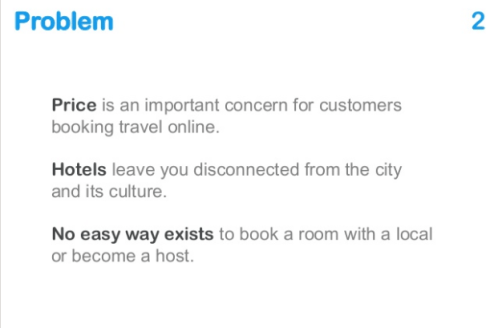 Problem 2
Price is an important concern for customers
booking travel online.
Hotels leave you disconnected from the city
and its culture.
No easy way exists to book a room with a local
or become a host.